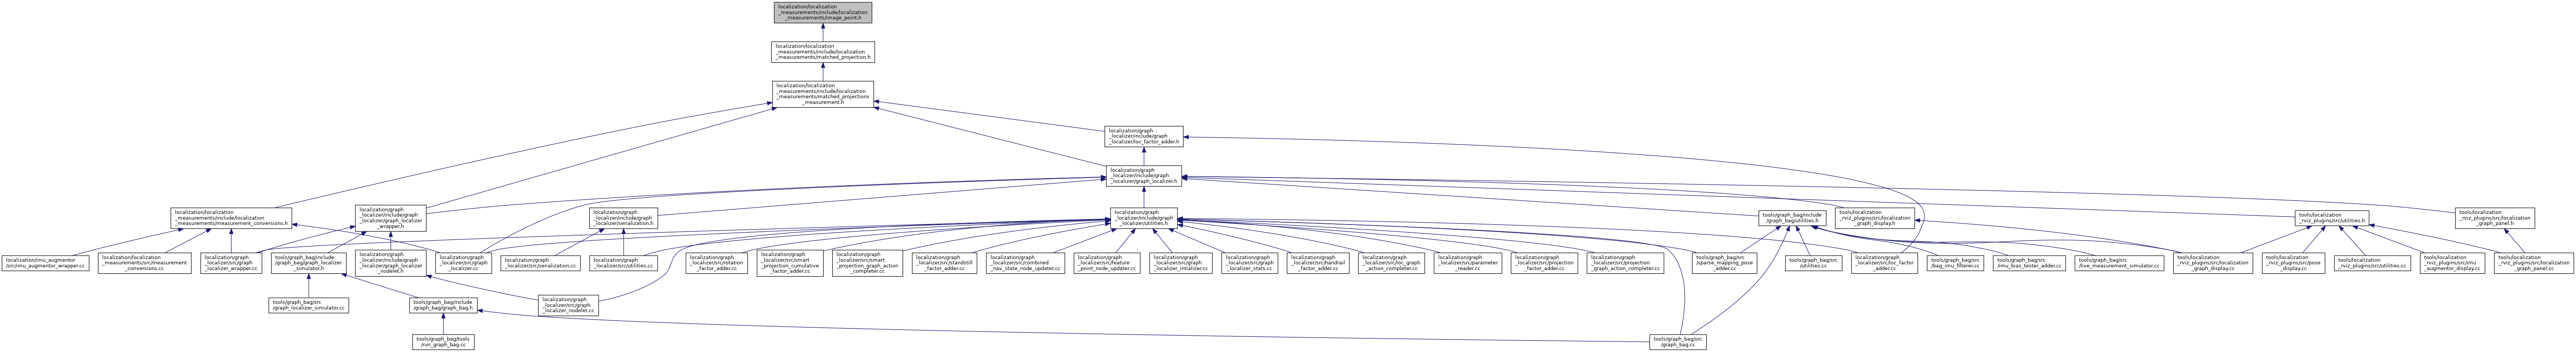 localization/localization
_measurements/include/localization
_measurements/image_point.h
localization/localization
_measurements/include/localization
_measurements/matched_projection.h
localization/localization
_measurements/include/localization
_measurements/matched_projections
_measurement.h
localization/graph
_localizer/include/graph
_localizer/loc_factor_adder.h
localization/graph
_localizer/include/graph
_localizer/graph_localizer.h
localization/localization
_measurements/include/localization
_measurements/measurement_conversions.h
localization/graph
_localizer/include/graph
_localizer/graph_localizer
_wrapper.h
localization/graph
_localizer/include/graph
_localizer/serialization.h
localization/graph
_localizer/include/graph
_localizer/utilities.h
tools/graph_bag/include
/graph_bag/utilities.h
tools/localization
_rviz_plugins/src/localization
_graph_display.h
tools/localization
_rviz_plugins/src/utilities.h
tools/localization
_rviz_plugins/src/localization
_graph_panel.h
localization/imu_augmentor
/src/imu_augmentor_wrapper.cc
localization/localization
_measurements/src/measurement
_conversions.cc
localization/graph
_localizer/src/graph
_localizer_wrapper.cc
tools/graph_bag/include
/graph_bag/graph_localizer
_simulator.h
localization/graph
_localizer/include/graph
_localizer/graph_localizer
_nodelet.h
localization/graph
_localizer/src/graph
_localizer.cc
localization/graph
_localizer/src/serialization.cc
localization/graph
_localizer/src/utilities.cc
localization/graph
_localizer/src/rotation
_factor_adder.cc
localization/graph
_localizer/src/smart
_projection_cumulative
_factor_adder.cc
localization/graph
_localizer/src/smart
_projection_graph_action
_completer.cc
localization/graph
_localizer/src/standstill
_factor_adder.cc
localization/graph
_localizer/src/combined
_nav_state_node_updater.cc
localization/graph
_localizer/src/feature
_point_node_updater.cc
localization/graph
_localizer/src/graph
_localizer_intializer.cc
localization/graph
_localizer/src/graph
_localizer_stats.cc
localization/graph
_localizer/src/handrail
_factor_adder.cc
localization/graph
_localizer/src/loc_graph
_action_completer.cc
localization/graph
_localizer/src/parameter
_reader.cc
localization/graph
_localizer/src/projection
_factor_adder.cc
localization/graph
_localizer/src/projection
_graph_action_completer.cc
tools/graph_bag/src
/sparse_mapping_pose
_adder.cc
tools/graph_bag/src
/utilities.cc
localization/graph
_localizer/src/loc_factor
_adder.cc
tools/graph_bag/src
/bag_imu_filterer.cc
tools/graph_bag/src
/imu_bias_tester_adder.cc
tools/graph_bag/src
/live_measurement_simulator.cc
tools/localization
_rviz_plugins/src/localization
_graph_display.cc
tools/localization
_rviz_plugins/src/pose
_display.cc
tools/localization
_rviz_plugins/src/utilities.cc
tools/localization
_rviz_plugins/src/imu
_augmentor_display.cc
tools/localization
_rviz_plugins/src/localization
_graph_panel.cc
tools/graph_bag/src
/graph_localizer_simulator.cc
tools/graph_bag/include
/graph_bag/graph_bag.h
localization/graph
_localizer/src/graph
_localizer_nodelet.cc
tools/graph_bag/tools
/run_graph_bag.cc
tools/graph_bag/src
/graph_bag.cc